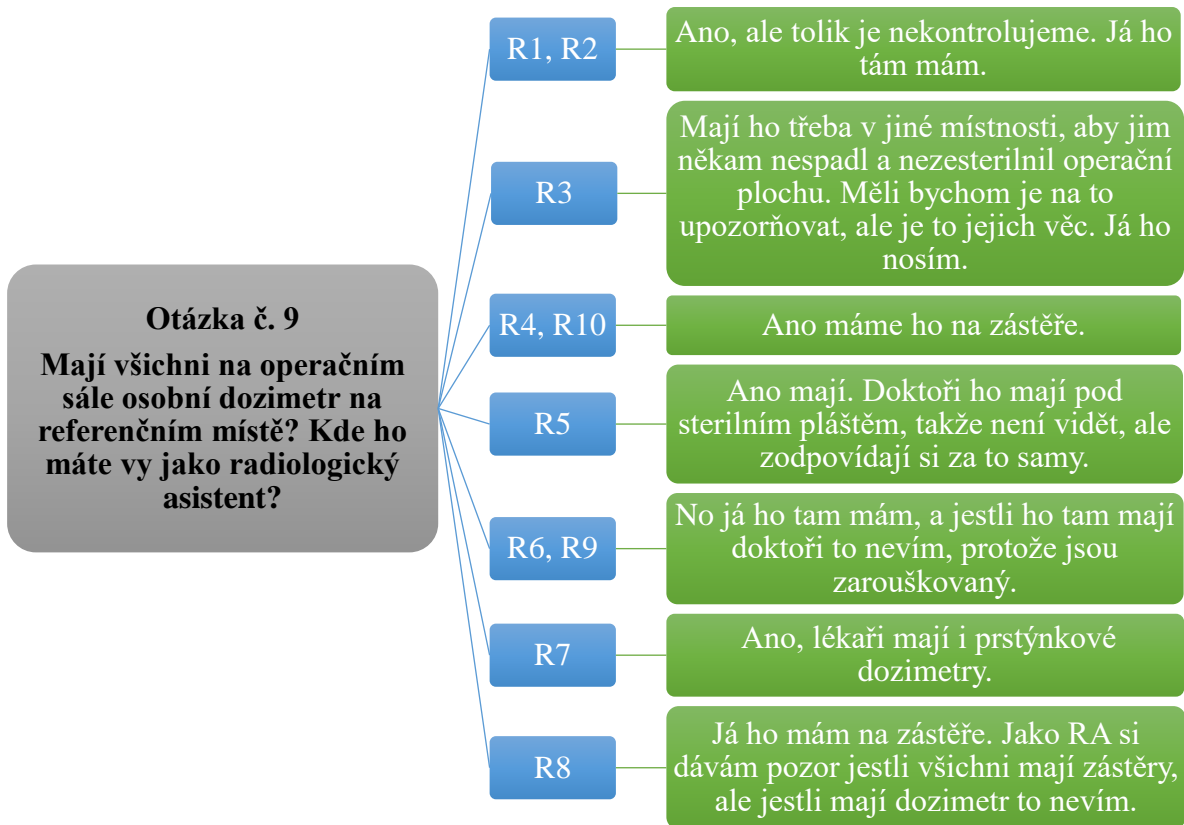 Otázka č. 9
Mají všichni na operačním
sále osobní dozimetr na
referenčním místě? Kde ho
máte vy jako radiologický
asistent?
R1, R2
Ano, ale tolik je nekontrolujeme. Já ho
tám mám.
R3
Mají ho třeba v jiné místnosti, aby jim
někam nespadl a nezesterilnil operační
plochu. Měli bychom je na to
upozorňovat, ale je to jejich věc. Já ho
nosím.
R4, R10
Ano máme ho na zástěře.
R5
Ano mají. Doktoři ho mají pod
sterilním pláštěm, takže není vidět, ale
zodpovídají si za to samy.
R6, R9
No já ho tam mám, a jestli ho tam mají
doktoři to nevím, protože jsou
zarouškovaný.
R7
Ano, lékaři mají i prstýnkové
dozimetry.
R8
Já ho mám na zástěře. Jako RA si
dávám pozor jestli všichni mají zástěry,
ale jestli mají dozimetr to nevím.